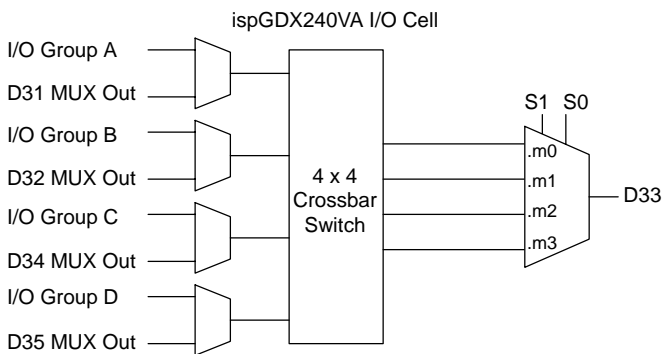 ispGDX240VA I/O Cell
I/O Group A
D31 MUX Out
I/O Group B
D32 MUX Out
I/O Group C
D34 MUX Out
I/O Group D
D35 MUX Out
4 x 4
Crossbar
Switch
S1 S0
.m0
.m1
.m2
.m3
D33